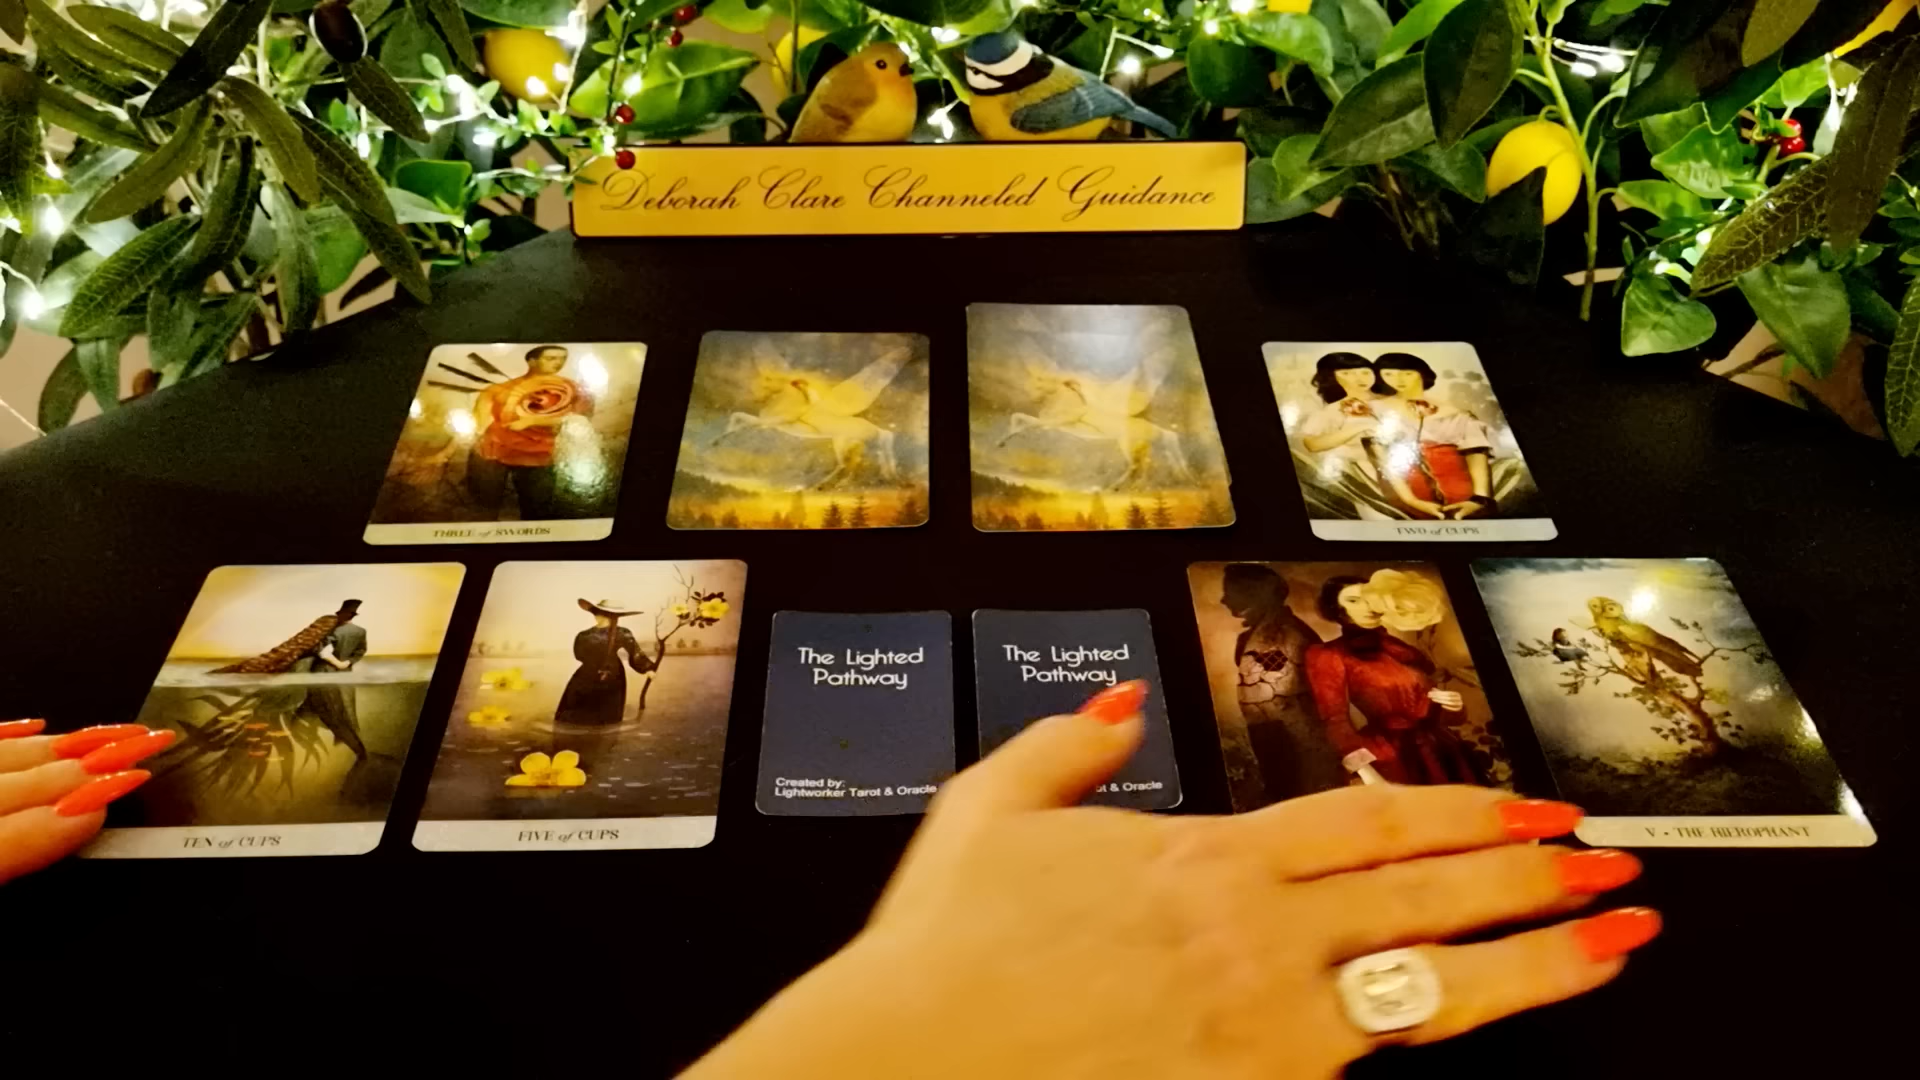 Deborah Clare Channeled Guidance
THREE of SWORDS
TWO of CUPS
TEN of CUPS
FIVE of CUPS
The Lighted
Pathway
Created by:
Lightworker Tarot & Oracle
The Lighted
Pathway
& Oracle
V • THE HIEROPHANT